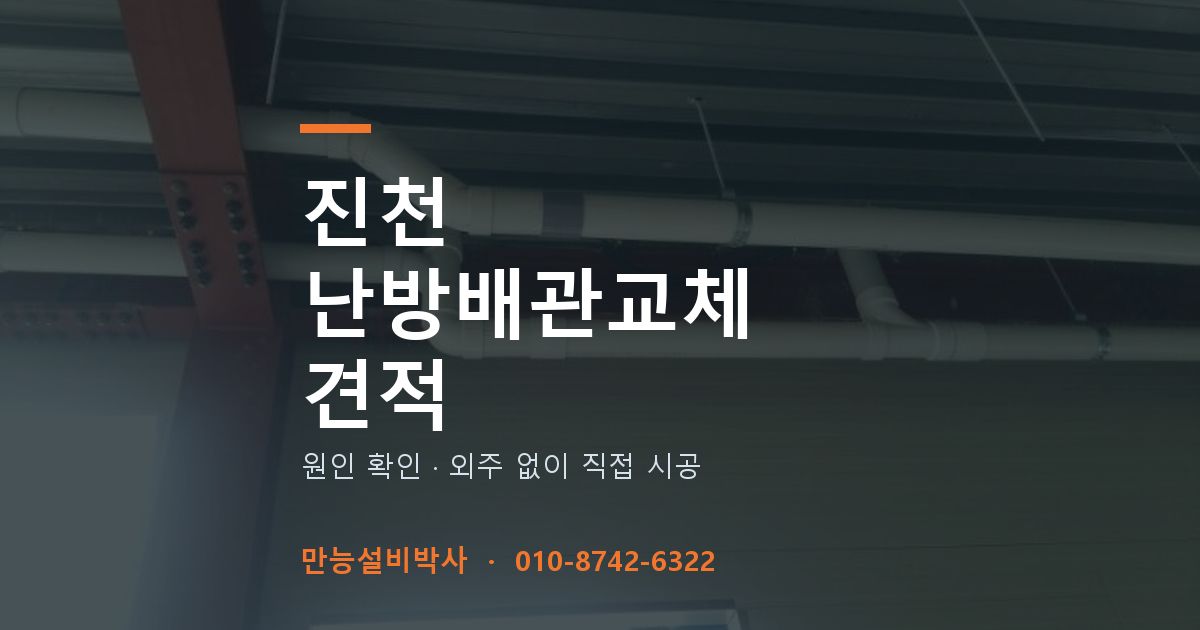 진천
난방배관교체
견적
원인 확인 · 외주 없이 직접 시공
만능설비박사 · 010-8742-6322